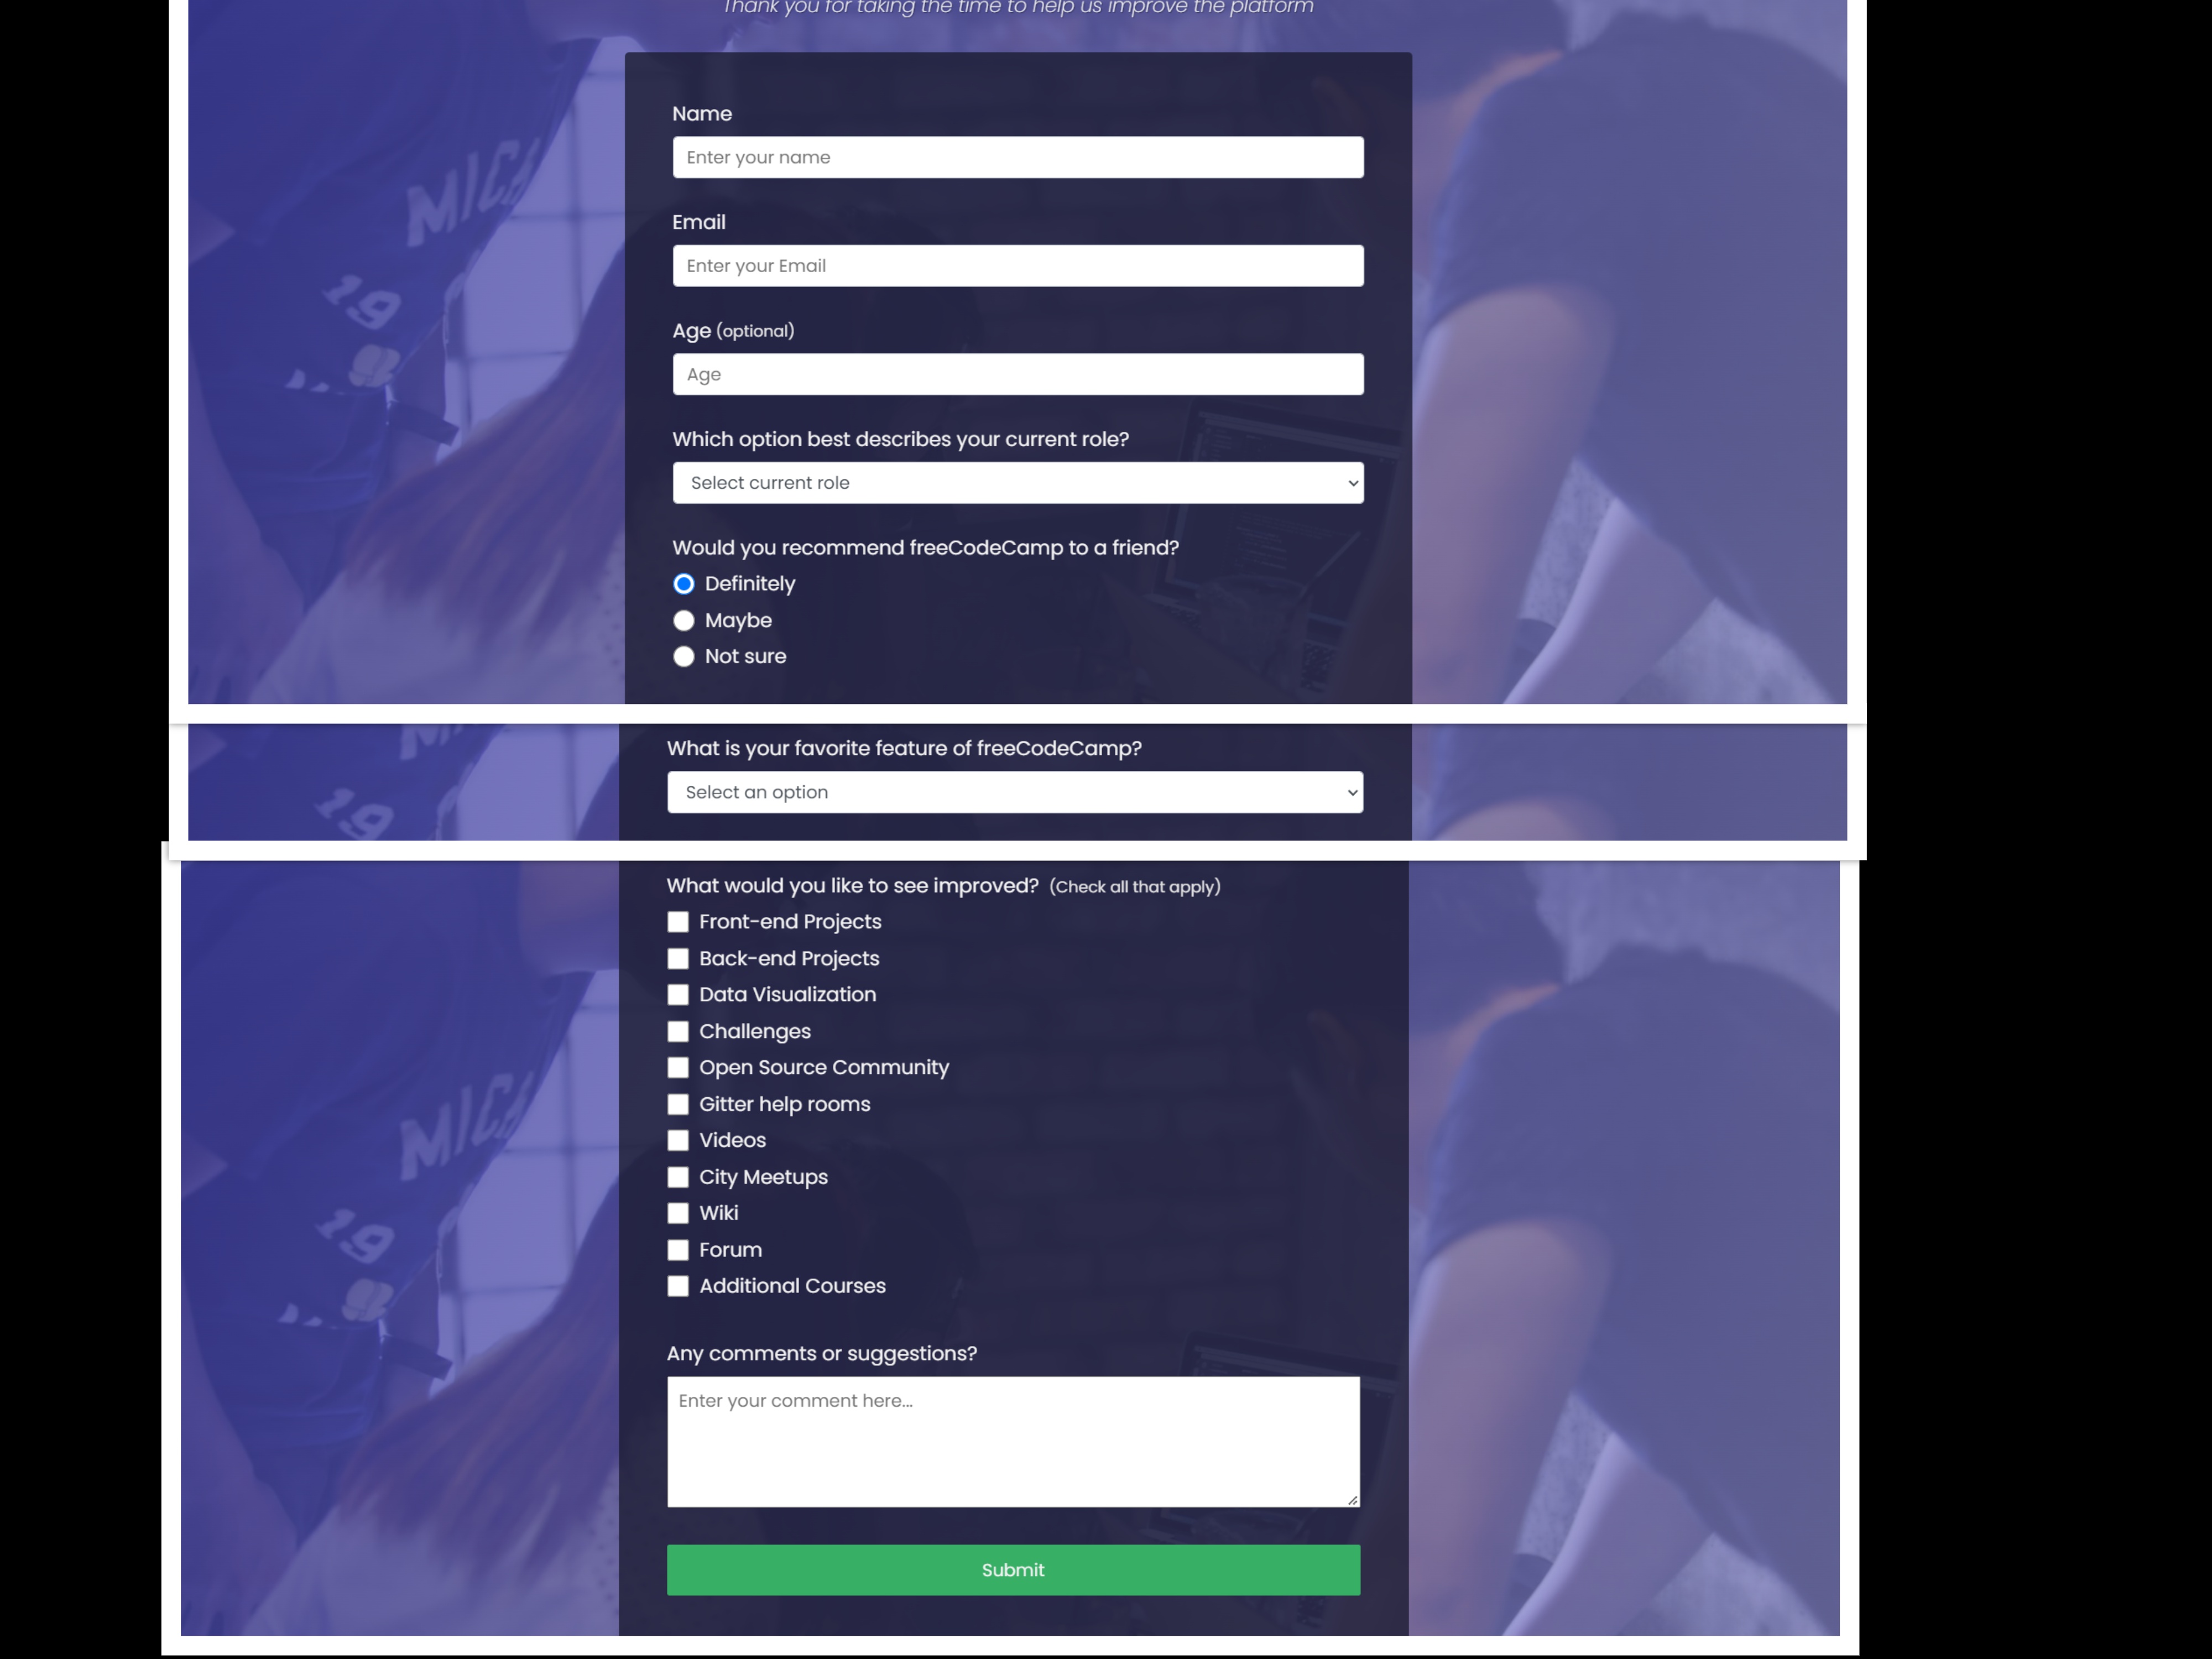 Thank you for taking the time to help us improve the platform
Name
Enter your name
Email
Enter your Email
Age (optional)
Age
Which option best describes your current role?
Select current role
Would you recommend freeCodeCamp to a friend?
Definitely
Maybe
Not sure
What is your favorite feature of freeCodeCamp?
Select an option
What would you like to see improved? (Check all that apply)
Front-end Projects
Back-end Projects
Data Visualization
Challenges
Open Source Community
Gitter help rooms
Videos
City Meetups
Wiki
Forum
Additional Courses
Any comments or suggestions?
Enter your comment here...
Submit
MICH
19
19
MICH
19